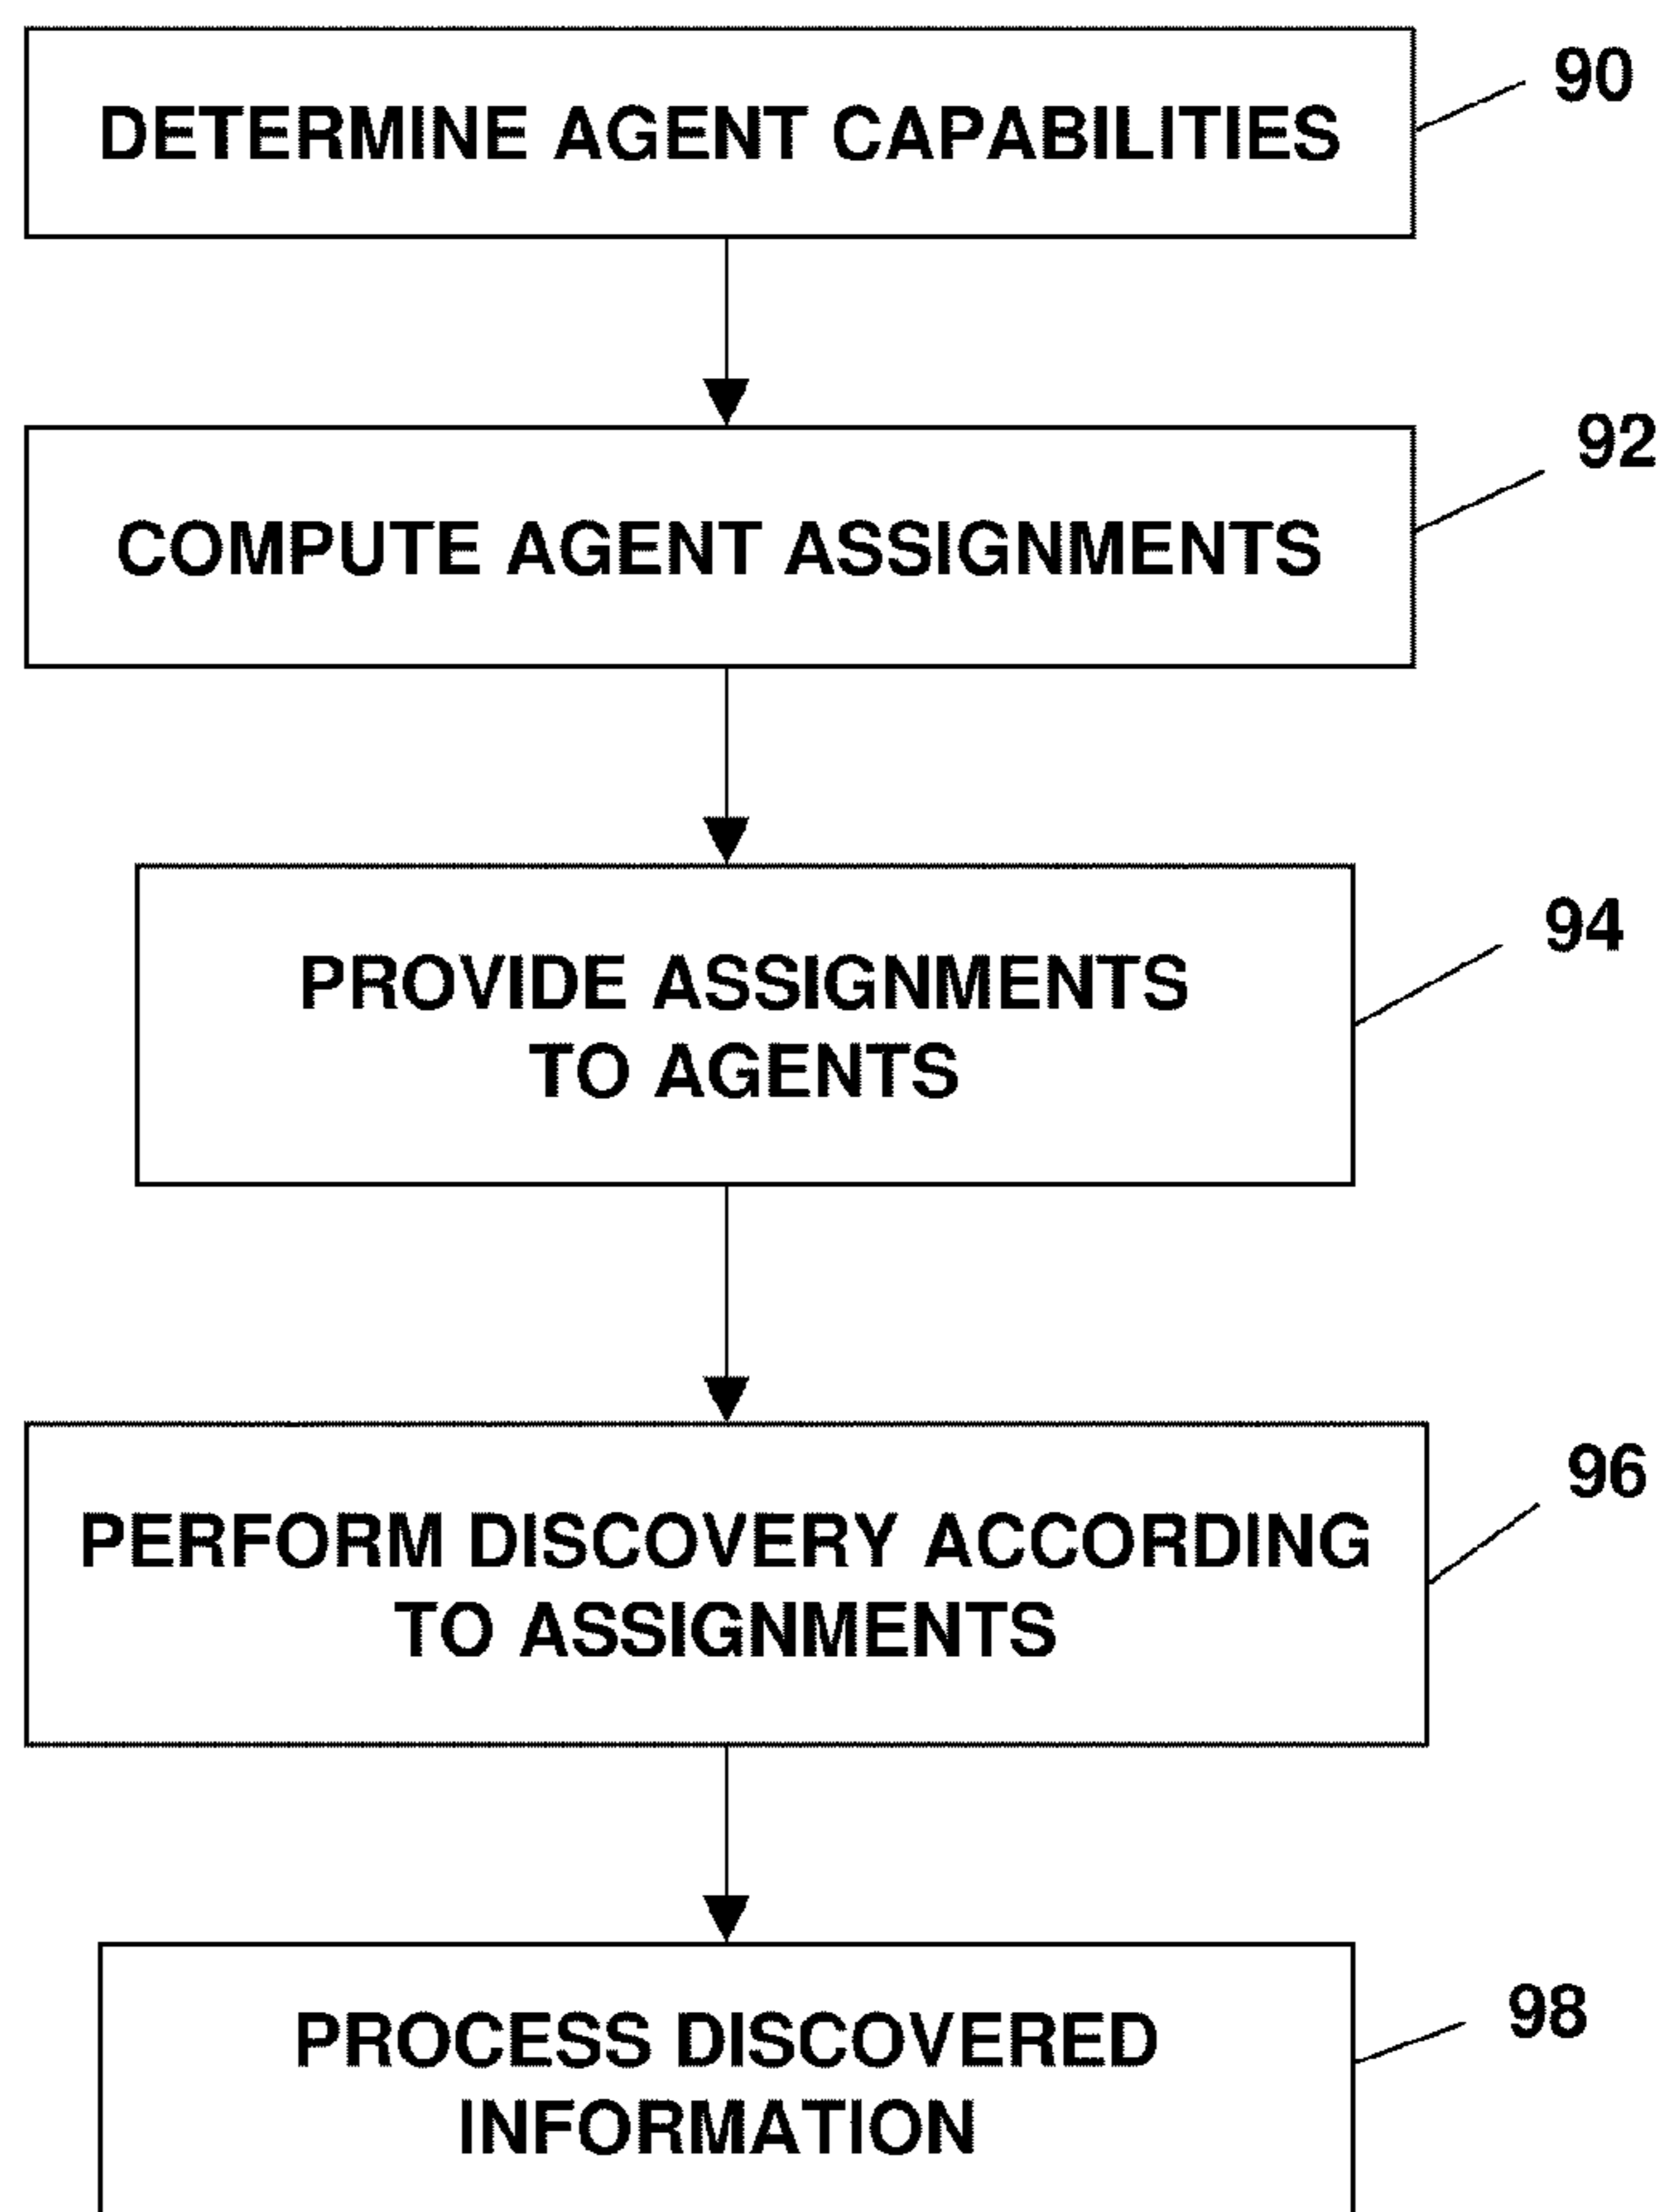 DETERMINE AGENT CAPABILITIES
90
COMPUTE AGENT ASSIGNMENTS
92
PROVIDE ASSIGNMENTS
TO AGENTS
94
PERFORM DISCOVERY ACCORDING
TO ASSIGNMENTS
96
PROCESS DISCOVERED
INFORMATION
98